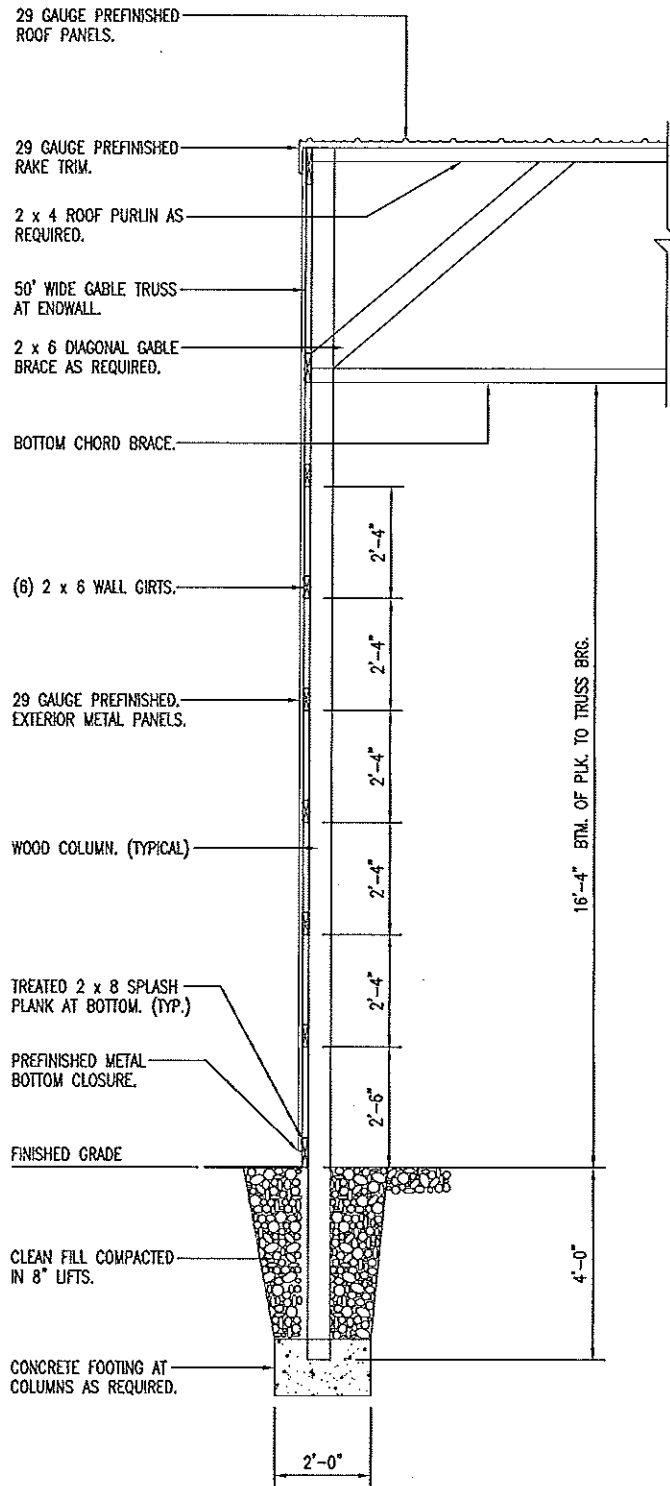 29 GAUGE PREFINISHED
ROOF PANELS.
29 GAUGE PREFINISHED
RAKE TRIM.
2 x 4 ROOF PURLIN AS
REQUIRED.
50' WIDE GABLE TRUSS
AT ENDWALL.
2 x 6 DIAGONAL GABLE
BRACE AS REQUIRED.
BOTTOM CHORD BRACE.
2'-4"
(6) 2 x 6 WALL GIRTS.
2'-4"
29 GAUGE PREFINISHED.
EXTERIOR METAL PANELS.
2'-4"
16'-4" BTM. OF PLK. TO TRUSS BRG.
WOOD COLUMN. (TYPICAL)
2'-4"
2'-4"
TREATED 2 x 8 SPLASH
PLANK AT BOTTOM. (TYP.)
PREFINISHED METAL
BOTTOM CLOSURE.
2'-6"
FINISHED GRADE
CLEAN FILL COMPACTED
IN 8" LIFTS.
4'-0"
CONCRETE FOOTING AT
COLUMNS AS REQUIRED.
2'-0"